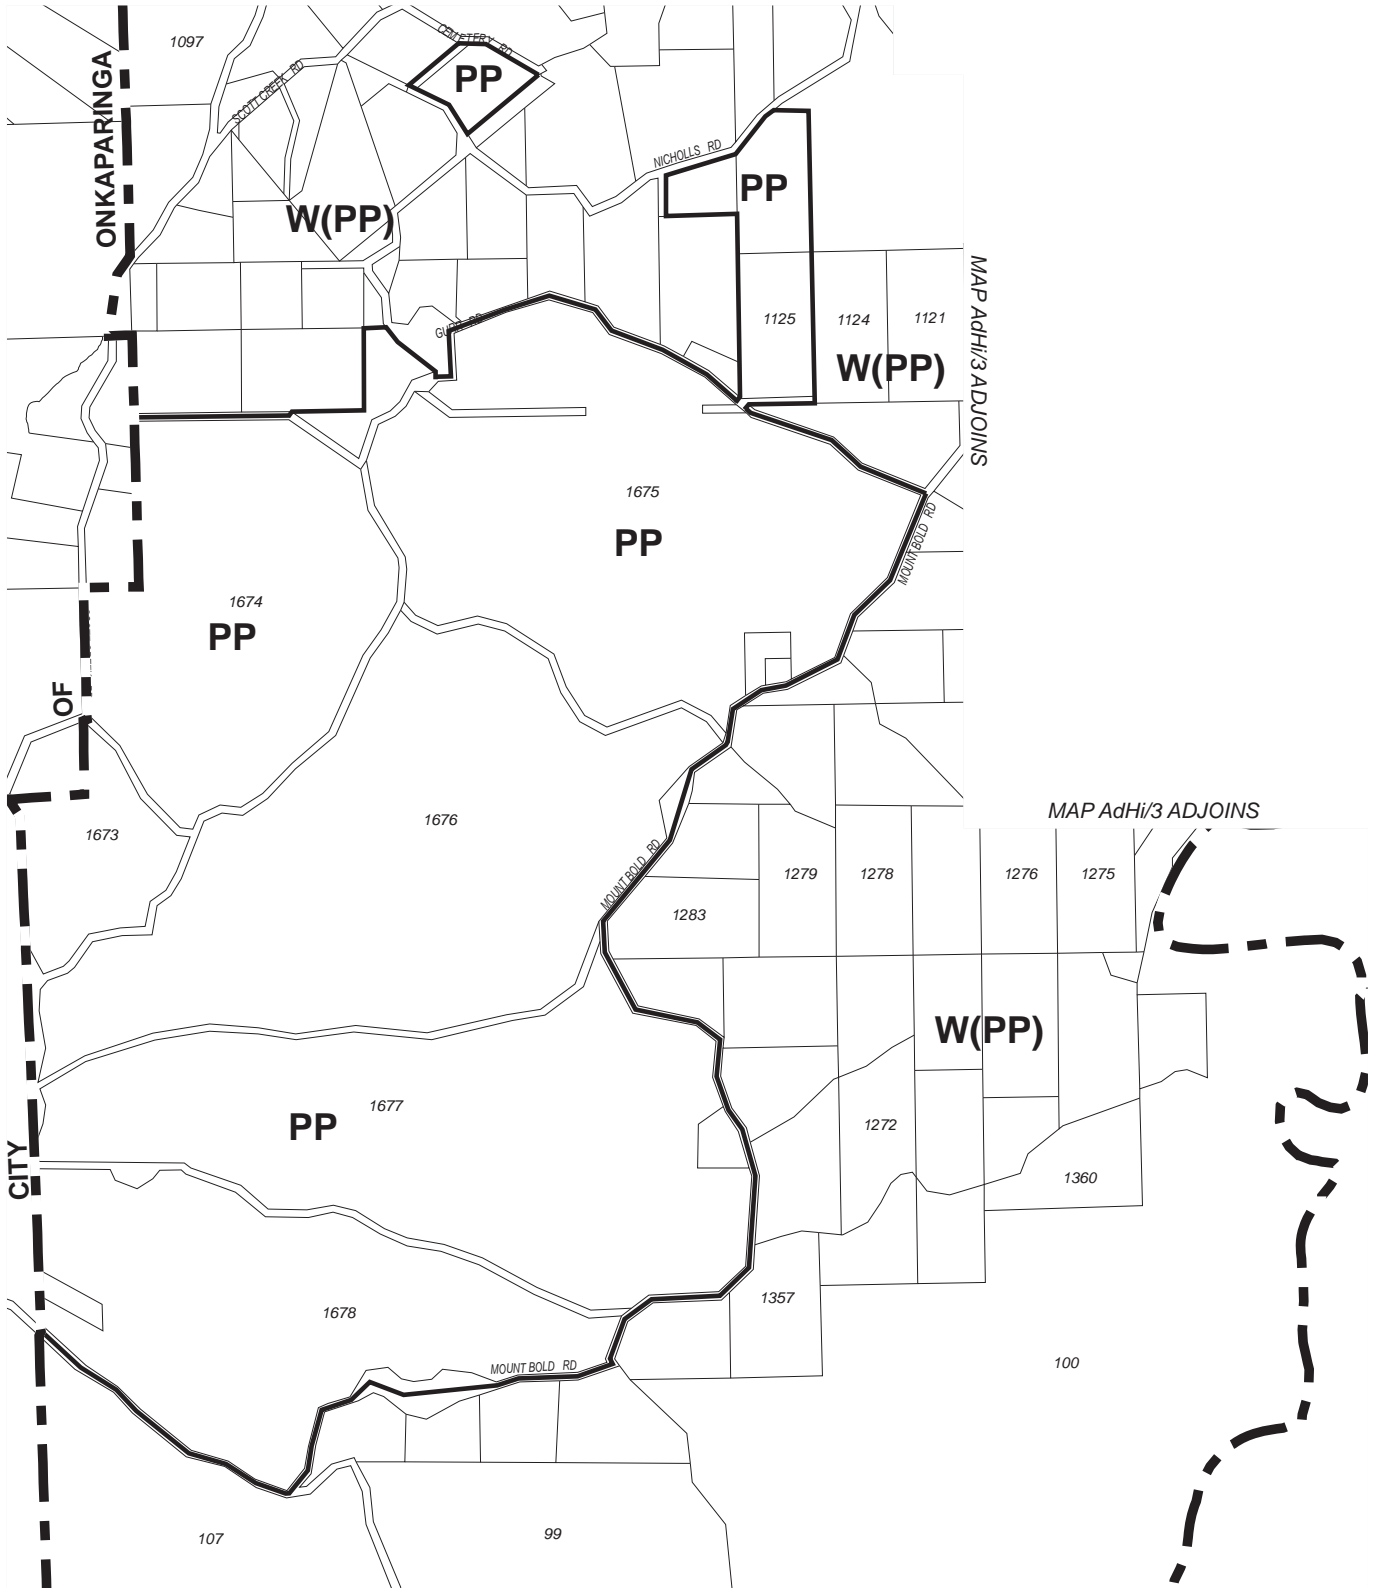 1097
CEMETERY RD
PP
SCOTT CREEK RD
ONKAPARINGA
NICHOLLS RD
PP
W(PP)
MAP AdHi/3 ADJOINS
1125
1124
1121
W(PP)
1675
PP
MOUNT BOLD RD
1674
PP
OF
MAP AdHi/3 ADJOINS
1673
1676
MOUNT BOLD RD
1279
1278
1276
1275
1283
W(PP)
1677
PP
1272
CITY
1360
1357
1678
MOUNT BOLD RD
100
107
99